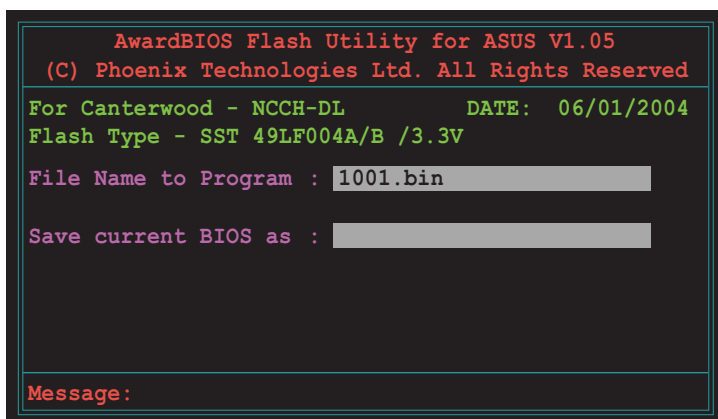 AwardBIOS Flash Utility for ASUS V1.05
(C) Phoenix Technologies Ltd. All Rights Reserved
For Canterwood - NCCH-DL DATE: 06/01/2004
Flash Type - SST 49LF004A/B /3.3V
File Name to Program : 1001.bin
Save current BIOS as :
Message: